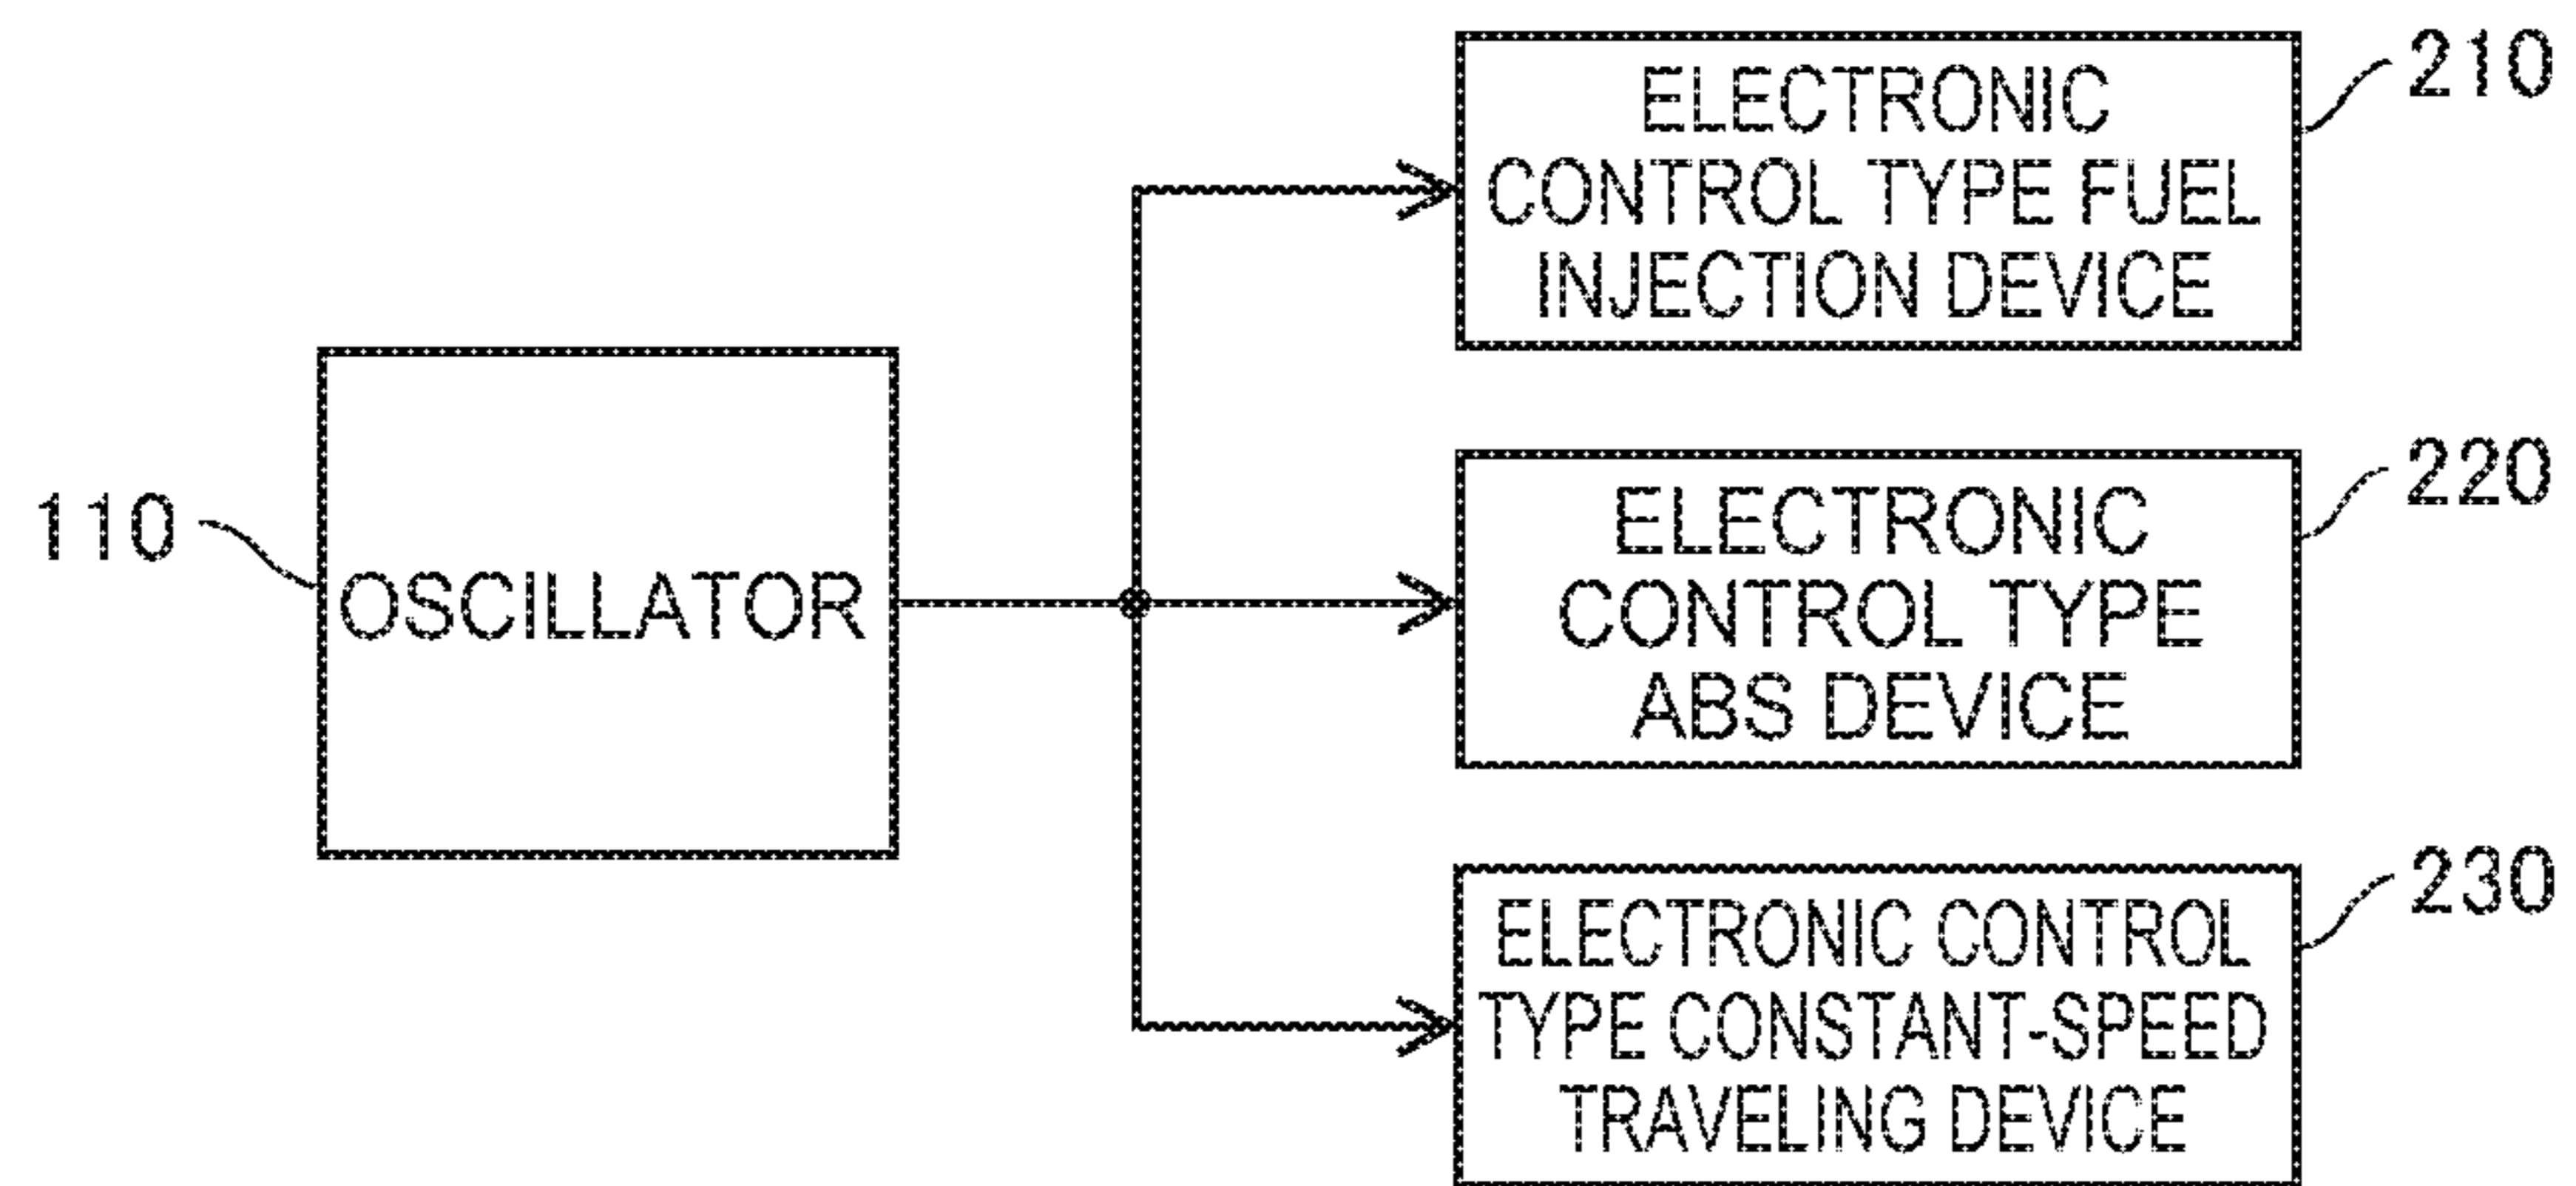 110
OSCILLATOR
ELECTRONIC
CONTROL TYPE FUEL
INJECTION DEVICE
210
ELECTRONIC
CONTROL TYPE
ABS DEVICE
220
ELECTRONIC CONTROL
TYPE CONSTANT-SPEED
TRAVELING DEVICE
230